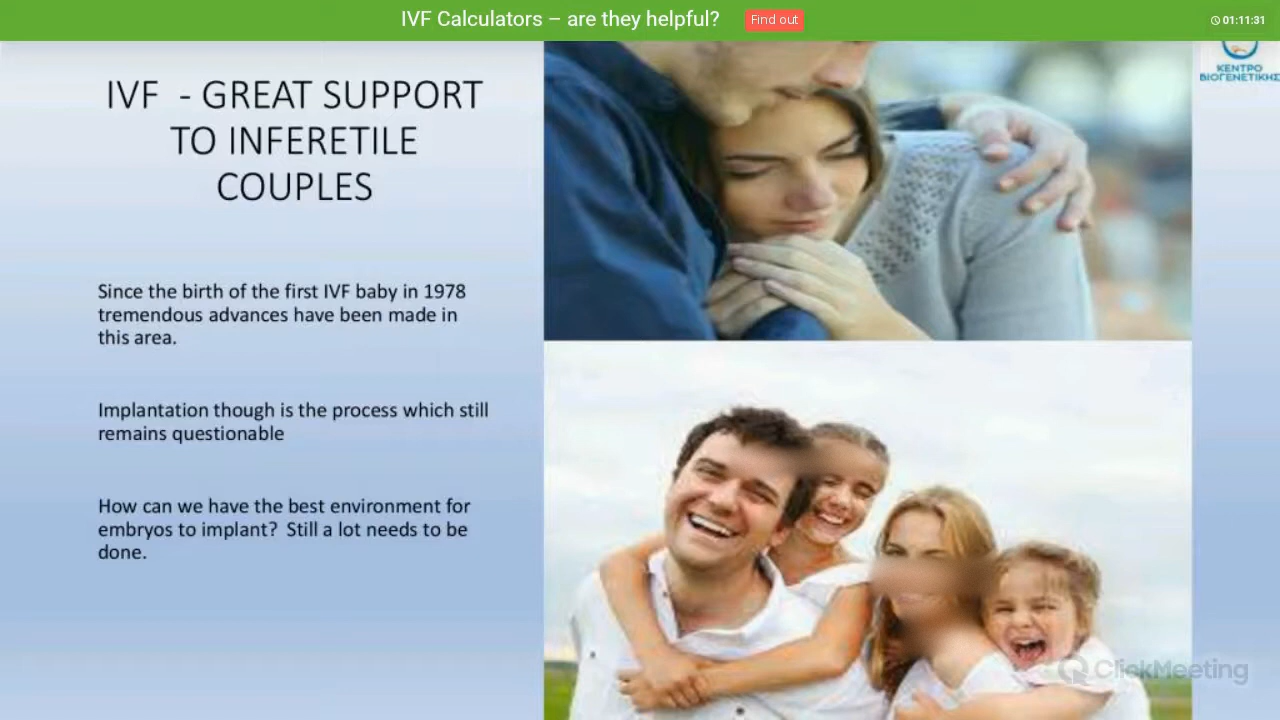 IVF Calculators – are they helpful?
Find out
01:11:31
ΚΕΝΤΡΟ
ΒΙΟΓΕΝΕΤΙΚΗΣ
IVF - GREAT SUPPORT
TO INFERETILE
COUPLES
Since the birth of the first IVF baby in 1978
tremendous advances have been made in
this area.
Implantation though is the process which still
remains questionable
How can we have the best environment for
embryos to implant? Still a lot needs to be
done.
ClickMeeting